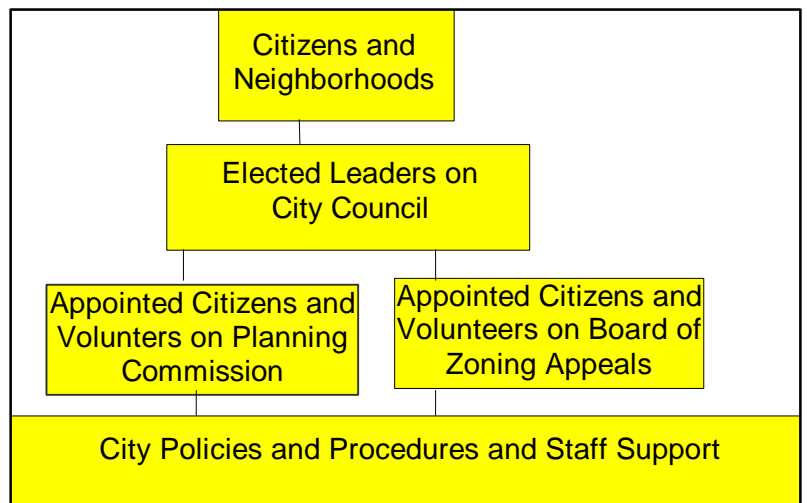 Citizens and
Neighborhoods
Elected Leaders on
City Council
Appointed Citizens and
Volunters on Planning
Commission
Appointed Citizens and
Volunteers on Board of
Zoning Appeals
City Policies and Procedures and Staff Support